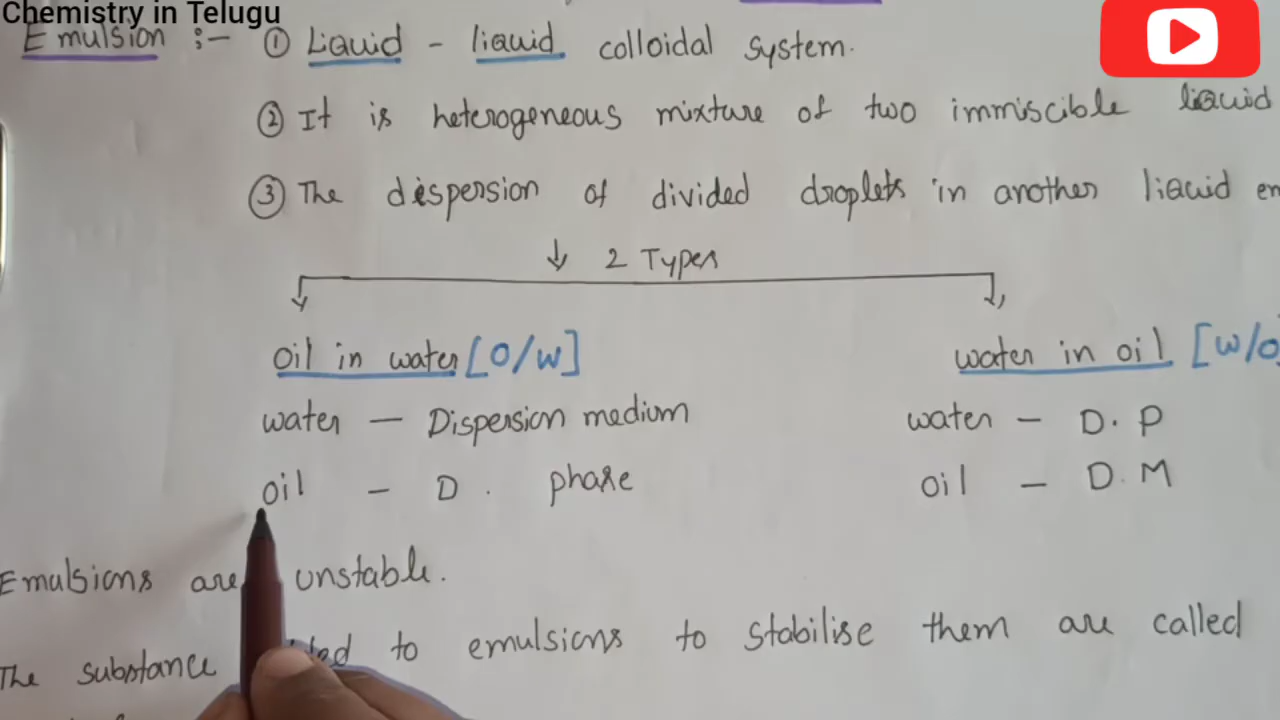 Chemistry in Telugu
Emulsion :- ① Liquid - liquid colloidal system.
② It is heterogeneous mixture of two immiscible liquid
③ The dispersion of divided droplets in another liquid em
↓ 2 Types
oil in water [O/W] water in oil [W/O]
water — Dispersion medium water — D.P
oil — D. phase oil — D.M
Emulsions are unstable.
The substance to emulsions to stabilise them are called